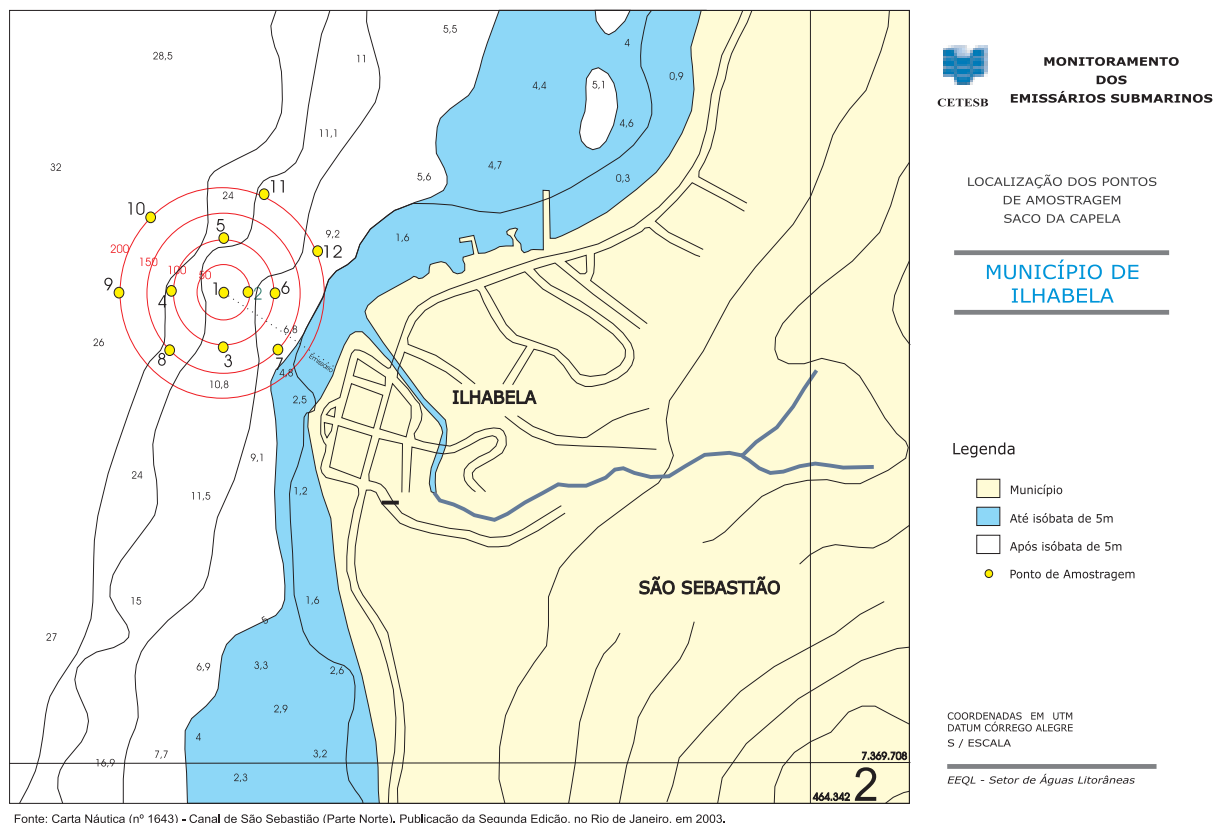 5,5
28,5
11
4
0,9
4,4
5,1
4,6
11,1
4,7
0,3
5,6
32
24
11
10
5
9,2
12
1,6
200
150
100
50
9
4
1
2
6
6,8
Emissário
26
8
3
7
4,8
10,8
2,5
ILHABELA
9,1
24
11,5
1,2
SÃO SEBASTIÃO
15
1,6
5
27
6,9
3,3
2,6
2,9
4
7,7
16,9
3,2
2,3
7.369.708
464.342
2
CETESB
MONITORAMENTO
DOS
EMISSÁRIOS SUBMARINOS
LOCALIZAÇÃO DOS PONTOS
DE AMOSTRAGEM
SACO DA CAPELA
MUNICÍPIO DE
ILHABELA
Legenda
Município
Até isóbata de 5m
Após isóbata de 5m
Ponto de Amostragem
COORDENADAS EM UTM
DATUM CÓRREGO ALEGRE
S / ESCALA
EEQL - Setor de Águas Litorâneas
Fonte: Carta Náutica (nº 1643) - Canal de São Sebastião (Parte Norte). Publicação da Segunda Edição, no Rio de Janeiro, em 2003.